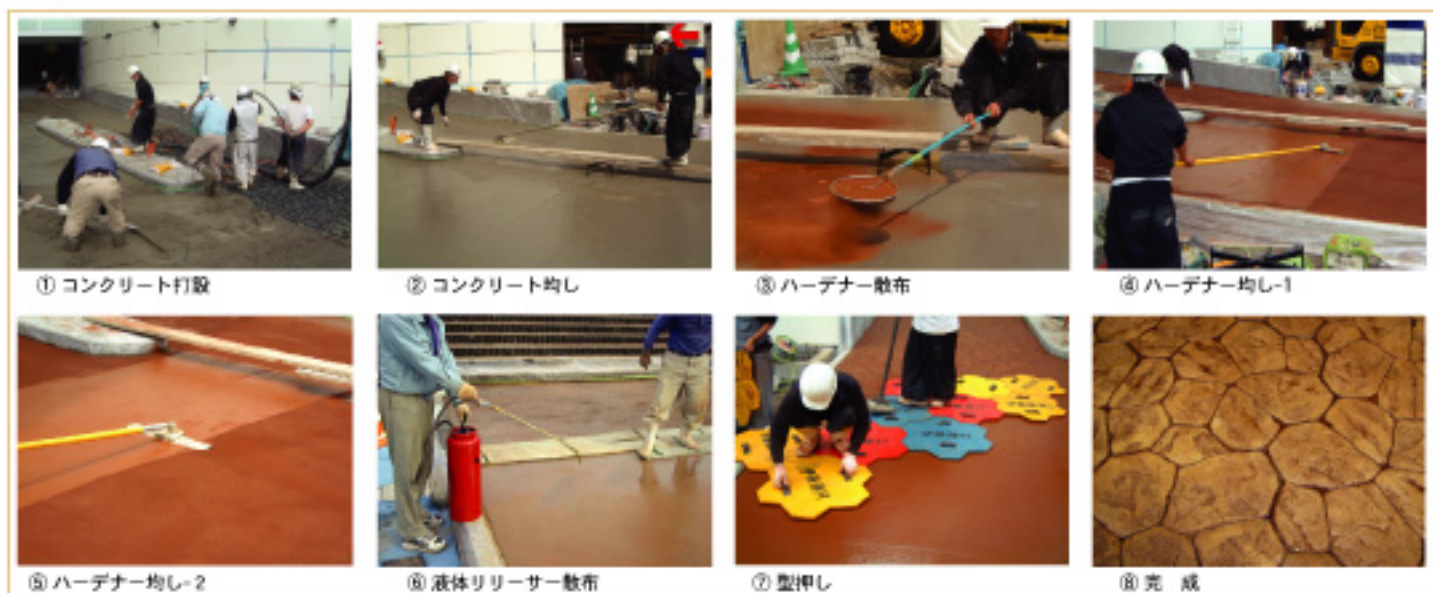 ① コンクリート打設
② コンクリート均し
③ ハーデナー散布
④ ハーデナー均し-1
⑤ ハーデナー均し-2
⑥ 液体リリーサー散布
⑦ 型押し
⑧ 完 成